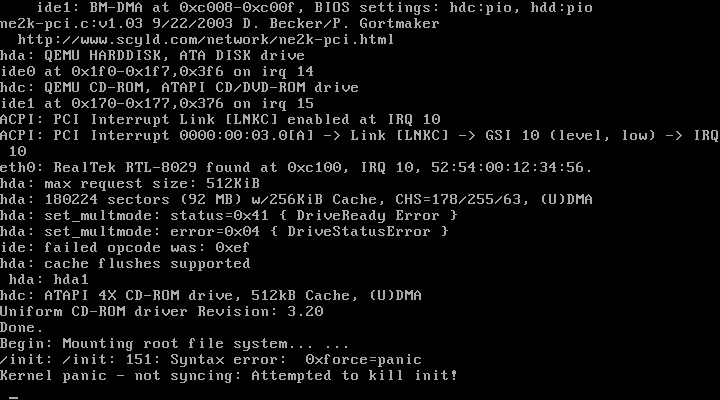 ide1: BM-DMA at 0xc008-0xc00f, BIOS settings: hdc:pio, hdd:pio
ne2k-pci.c:v1.03 9/22/2003 D. Becker/P. Gortmaker
http://www.scyld.com/network/ne2k-pci.html
hda: QEMU HARDDISK, ATA DISK drive
ide0 at 0x1f0-0x1f7,0x3f6 on irq 14
hdc: QEMU CD-ROM, ATAPI CD/DVD-ROM drive
ide1 at 0x170-0x177,0x376 on irq 15
ACPI: PCI Interrupt Link [LNKC] enabled at IRQ 10
ACPI: PCI Interrupt 0000:00:03.0[A] -> Link [LNKC] -> GSI 10 (level, low) -> IRQ
10
eth0: RealTek RTL-8029 found at 0xc100, IRQ 10, 52:54:00:12:34:56.
hda: max request size: 512KiB
hda: 180224 sectors (92 MB) w/256KiB Cache, CHS=178/255/63, (U)DMA
hda: set_multmode: status=0x41 { DriveReady Error }
hda: set_multmode: error=0x04 { DriveStatusError }
ide: failed opcode was: 0xef
hda: cache flushes supported
hda: hda1
hdc: ATAPI 4X CD-ROM drive, 512kB Cache, (U)DMA
Uniform CD-ROM driver Revision: 3.20
Done.
Begin: Mounting root file system... ...
/init: /init: 151: Syntax error:  0xforce=panic
Kernel panic - not syncing: Attempted to kill init!